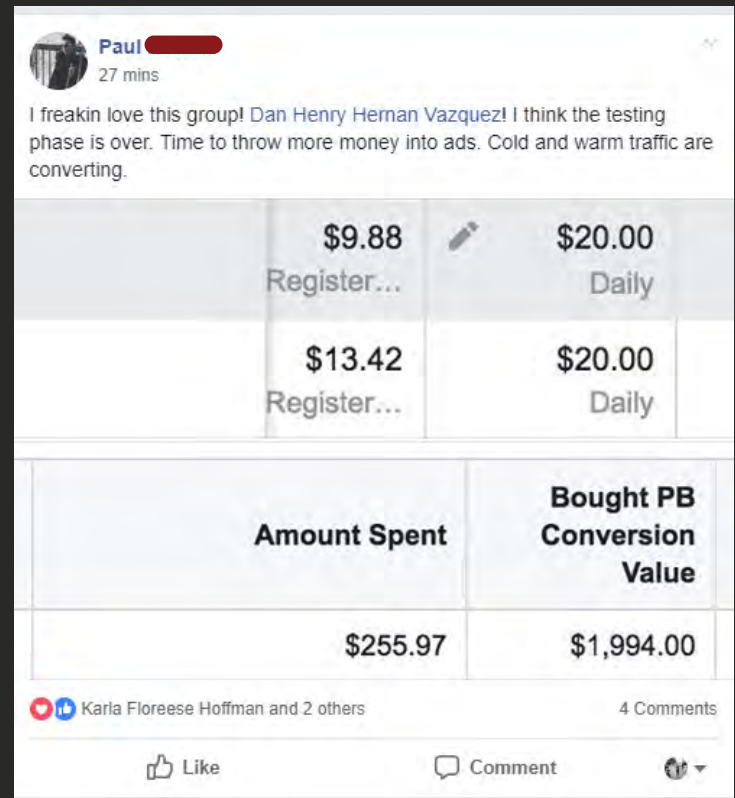 Paul
27 mins
I freakin love this group! Dan Henry Hernan Vazquez! I think the testing
phase is over. Time to throw more money into ads. Cold and warm traffic are
converting.
$9.88 $20.00
Register... Daily
$13.42 $20.00
Register... Daily
Amount Spent Bought PB
Conversion
Value
$255.97 $1,994.00
Karla Floreese Hoffman and 2 others 4 Comments
Like Comment